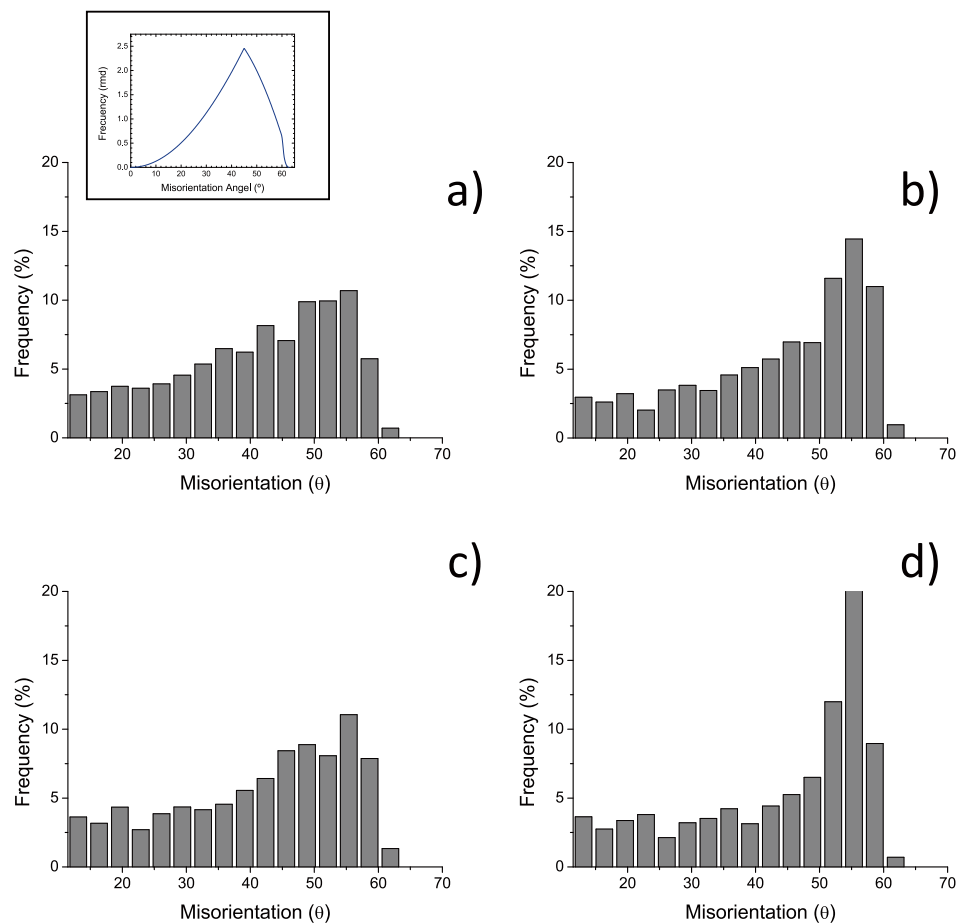 2.5
2.0
1.5
1.0
0.5
0.0
Frecuency (rmd)
0 10 20 30 40 50 60
Misorientation Angel (º)
a)
20
15
10
5
0
Frequency (%)
20 30 40 50 60 70
Misorientation (θ)
b)
20
15
10
5
0
Frequency (%)
20 30 40 50 60 70
Misorientation (θ)
c)
20
15
10
5
0
Frequency (%)
20 30 40 50 60 70
Misorientation (θ)
d)
20
15
10
5
0
Frequency (%)
20 30 40 50 60 70
Misorientation (θ)